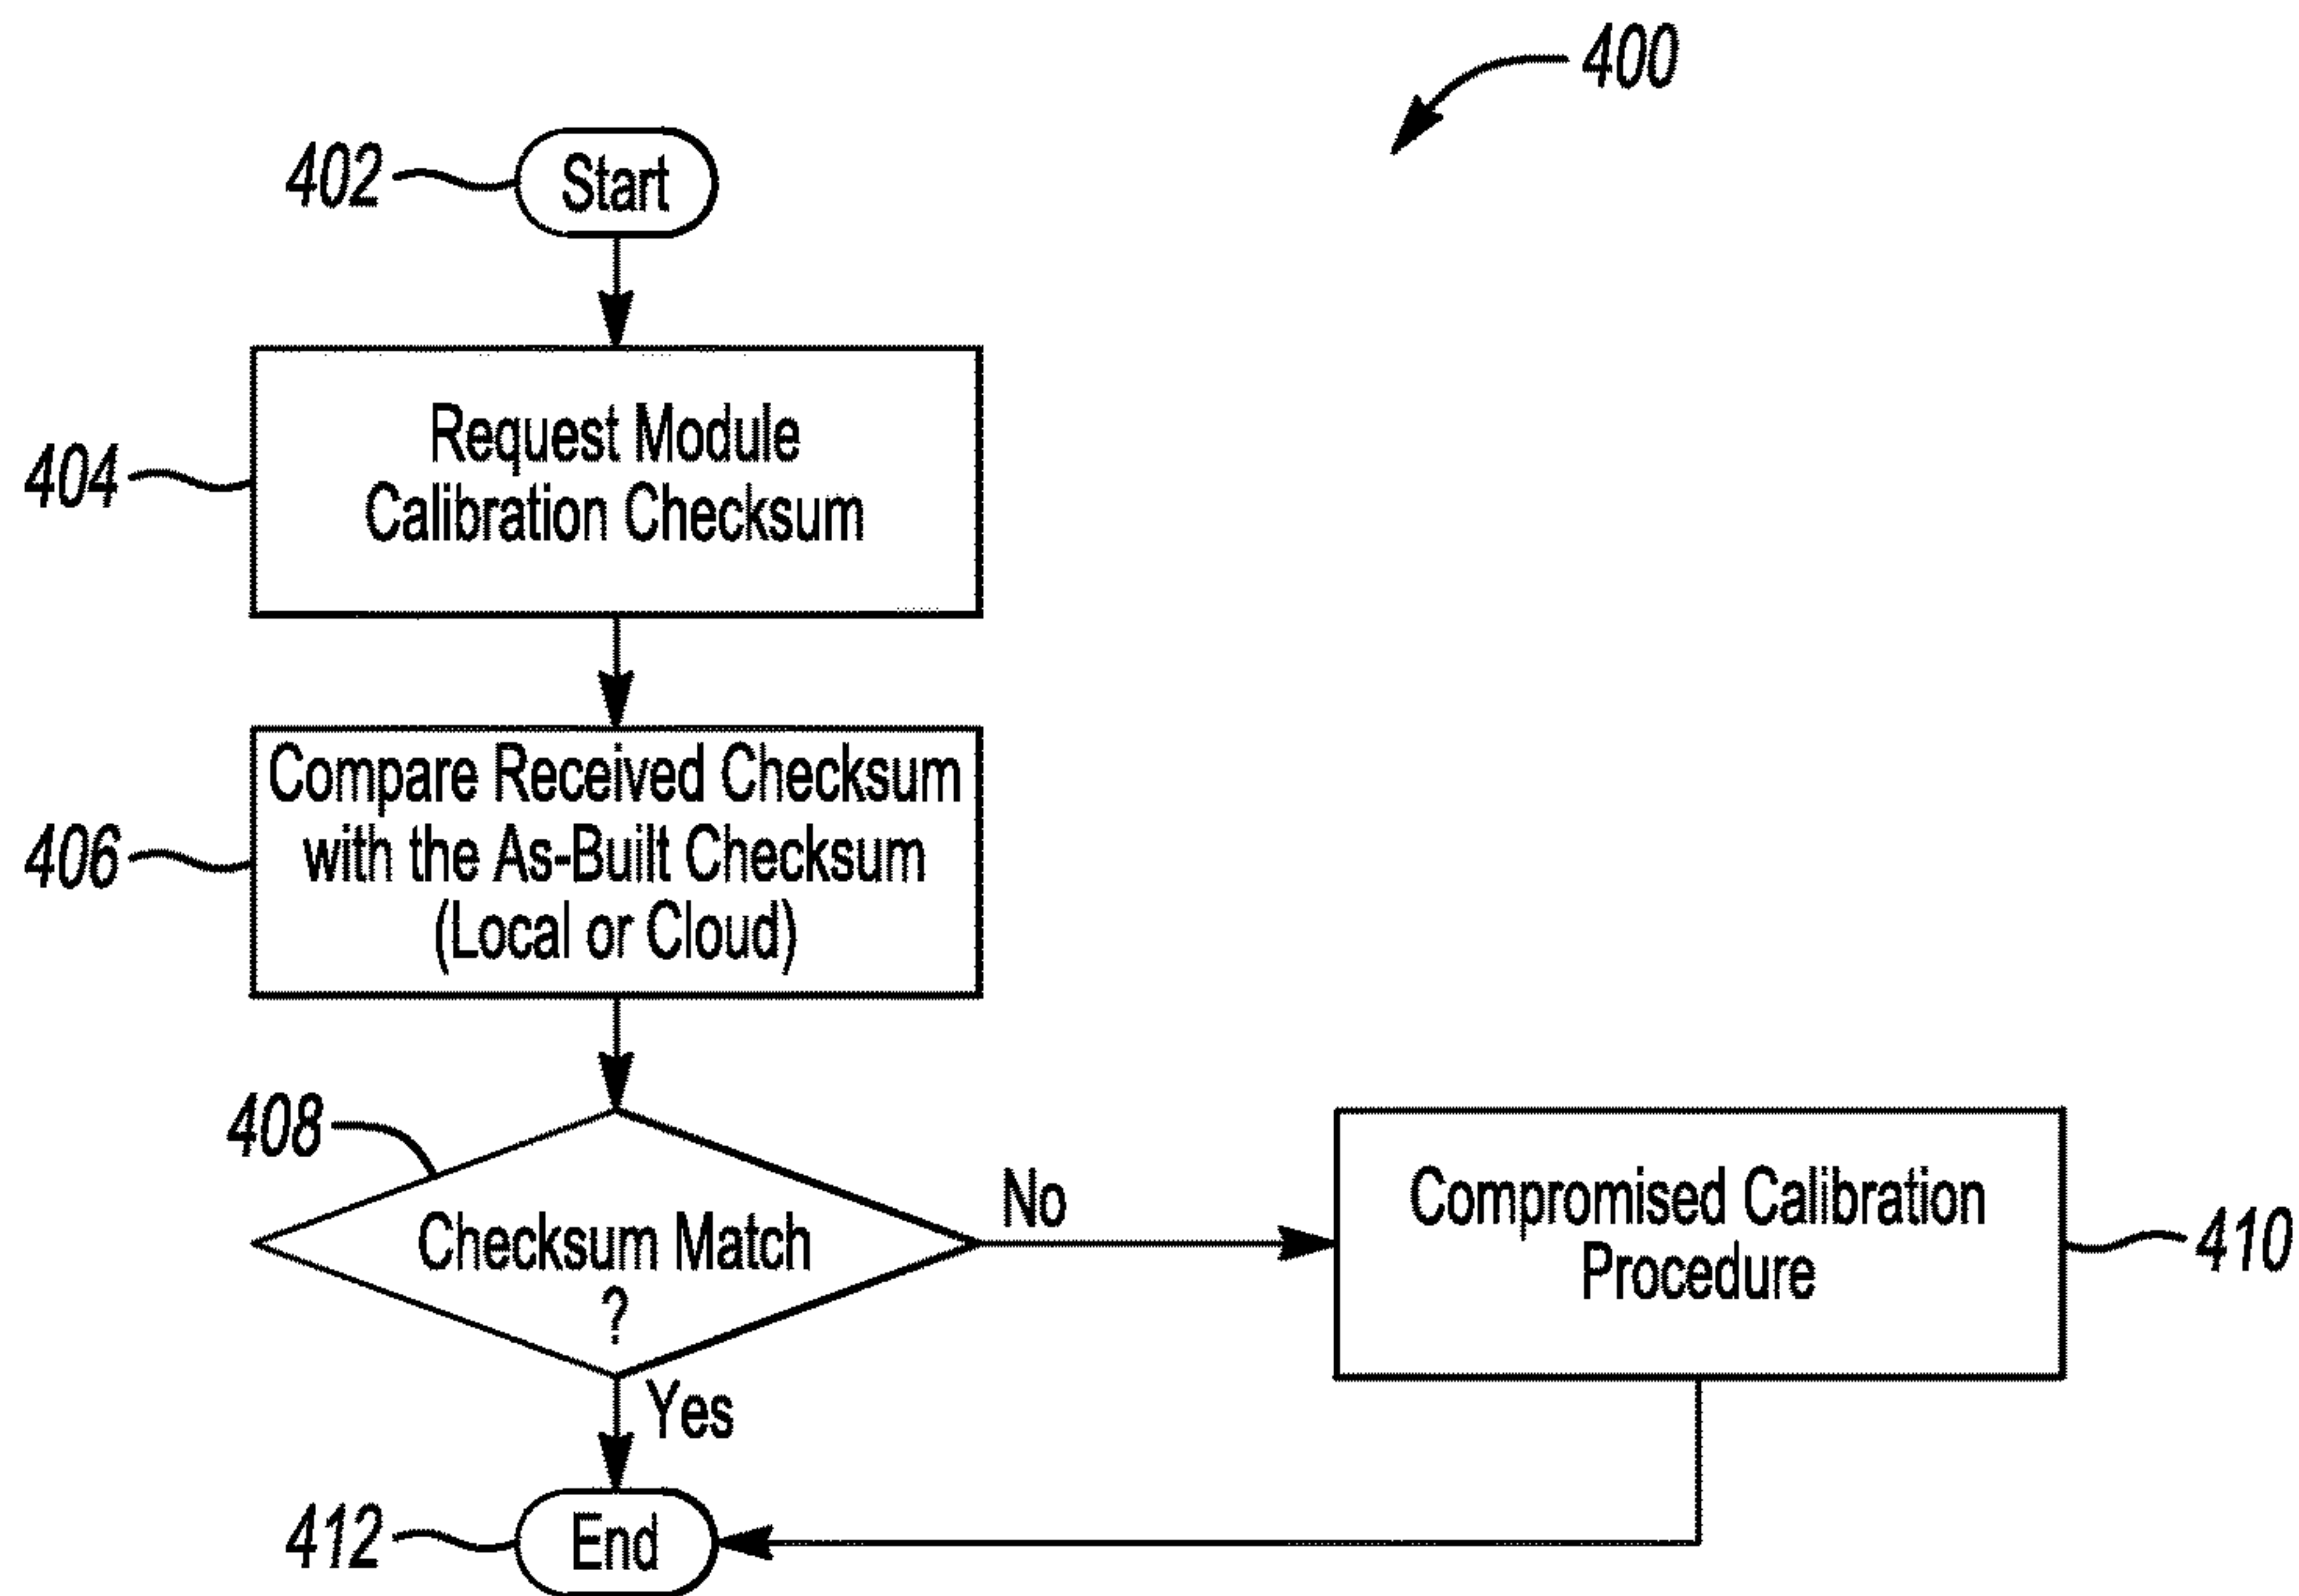 400
402
Start
404
Request Module
Calibration Checksum
406
Compare Received Checksum
with the As-Built Checksum
(Local or Cloud)
408
Checksum Match
?
No
Compromised Calibration
Procedure
410
Yes
412
End